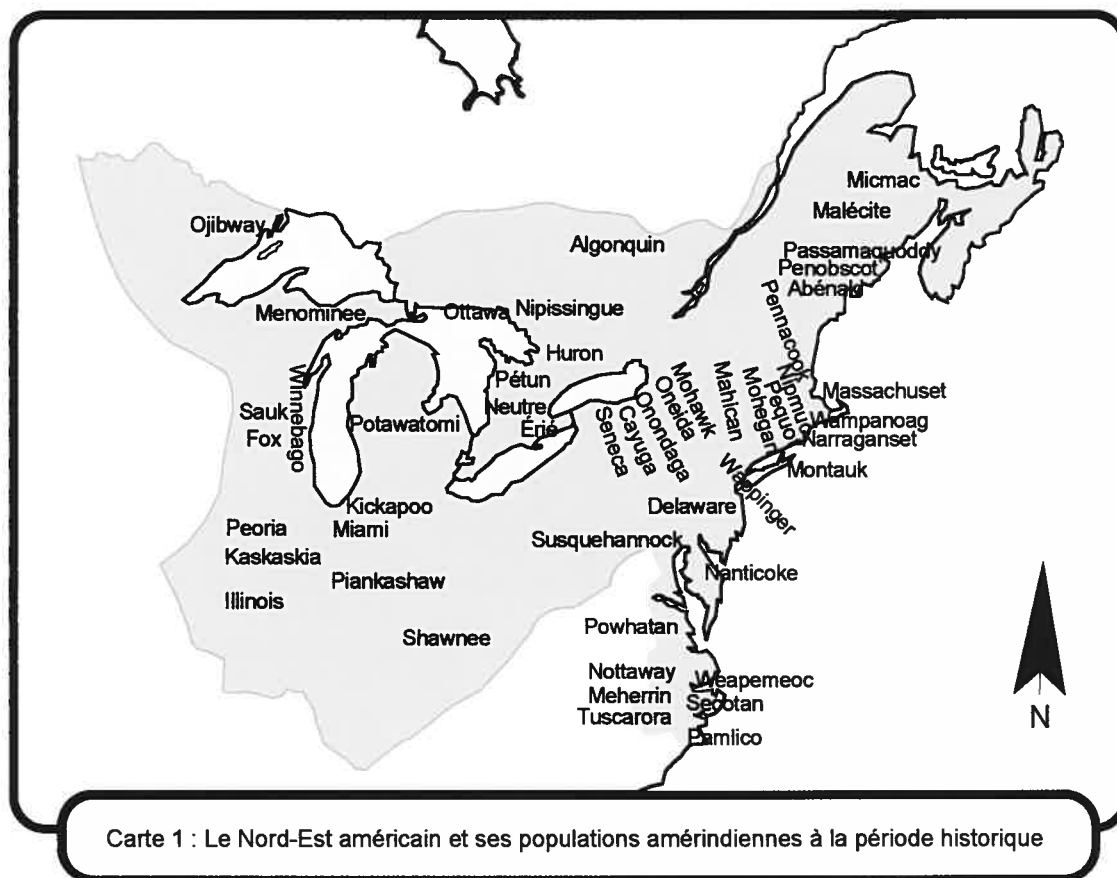 Micmac
Ojibway
Malécite
Algonquin
Passamaquoddy
Penobscot
Abénaki
Menominee
Ottawa
Nipissingue
Pennacook
Huron
Winnebago
Pétun
Mohawk
Mahican
Mohegan
Pequot
Nipmuc
Massachuset
Sauk
Potawatomi
Neutre
Oneida
Onondaga
Wampanoag
Fox
Érié
Seneca
Cayuga
Narraganset
Montauk
Wappinger
Kickapoo
Delaware
Peoria
Miami
Susquehannock
Kaskaskia
Piankashaw
Nanticoke
Illinois
Shawnee
Powhatan
Nottaway
Weapemeoc
Meherrin
Secotan
Tuscarora
Pamlico
N
Carte 1 : Le Nord-Est américain et ses populations amérindiennes à la période historique